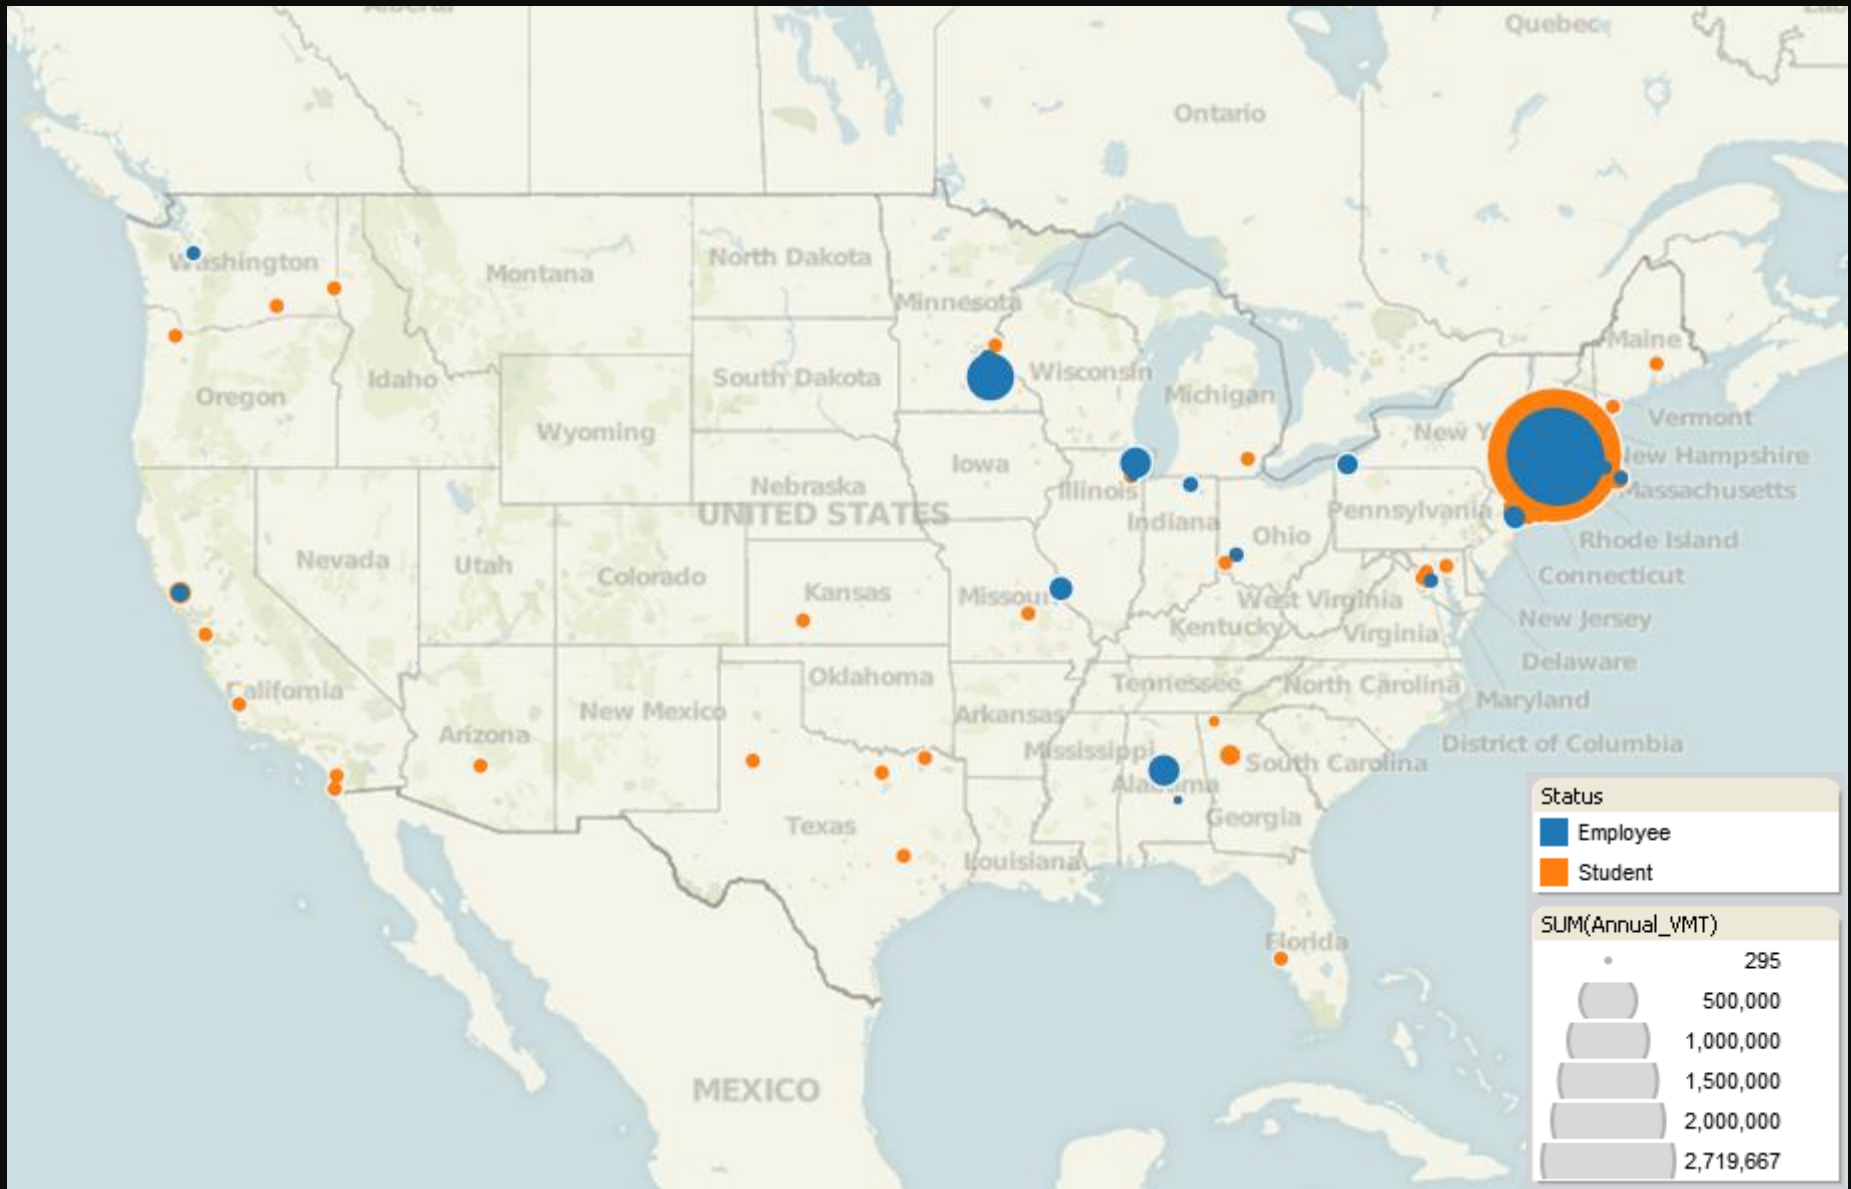 Alberta
Quebec
Ontario
Washington
Montana
North Dakota
Minnesota
Maine
Oregon
Idaho
South Dakota
Wisconsin
Michigan
Vermont
Wyoming
New Y
Iowa
New Hampshire
Nebraska
Illinois
Massachusetts
UNITED STATES
Indiana
Pennsylvania
Ohio
Rhode Island
Nevada
Utah
Colorado
Connecticut
Kansas
Missouri
West Virginia
New Jersey
Kentucky
Virginia
Delaware
California
Oklahoma
Tennessee
North Carolina
Maryland
New Mexico
Arkansas
Arizona
Mississippi
District of Columbia
South Carolina
Alabama
Texas
Georgia
Louisiana
Florida
MEXICO
Status
Employee
Student
SUM(Annual_VMT)
295
500,000
1,000,000
1,500,000
2,000,000
2,719,667